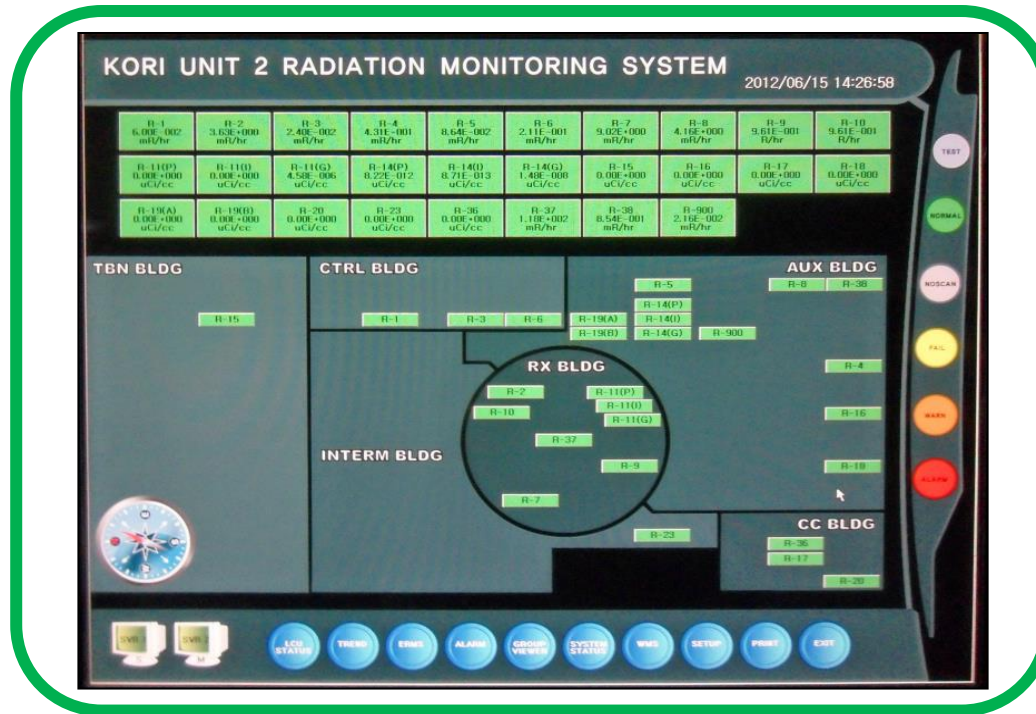 KORI UNIT 2 RADIATION MONITORING SYSTEM
2012/06/15 14:26:58
R-1 R-2 R-3 R-4 R-5 R-6 R-7 R-8 R-9 R-10
6.00E-002 3.63E+000 2.40E-002 4.31E-001 8.64E-002 2.11E-001 9.02E+000 4.16E+000 9.61E-001 9.61E-001
mR/hr mR/hr mR/hr mR/hr mR/hr mR/hr mR/hr mR/hr R/hr R/hr
R-11(P) R-11(I) R-11(G) R-14(P) R-14(I) R-14(G) R-15 R-16 R-17 R-18
0.00E+000 0.00E+000 4.58E-006 8.22E-012 8.71E-013 1.48E-008 0.00E+000 0.00E+000 0.00E+000 0.00E+000
uCi/cc uCi/cc uCi/cc uCi/cc uCi/cc uCi/cc uCi/cc uCi/cc uCi/cc uCi/cc
R-19(A) R-19(B) R-20 R-23 R-36 R-37 R-38 R-900
0.00E+000 0.00E+000 0.00E+000 0.00E+000 0.00E+000 1.10E+002 8.54E-001 2.16E-002
uCi/cc uCi/cc uCi/cc uCi/cc uCi/cc mR/hr mR/hr mR/hr
TEST
NORMAL
NOSCAN
FAIL
WARN
ALARM
TBN BLDG
R-15
CTRL BLDG
R-1 R-3 R-6
AUX BLDG
R-5 R-8 R-38
R-14(P)
R-19(A) R-14(I)
R-19(B) R-14(G) R-900
R-4
R-16
R-18
RX BLDG
R-2 R-11(P)
R-10 R-11(I)
R-11(G)
R-37
R-9
R-7
INTERM BLDG
R-23
CC BLDG
R-36
R-17
R-20
SVR 1 SVR 2
S M
LCU STATUS
TREND
ERMS
ALARM
GROUP VIEWER
SYSTEM STATUS
WMS
SETUP
PRINT
EXIT